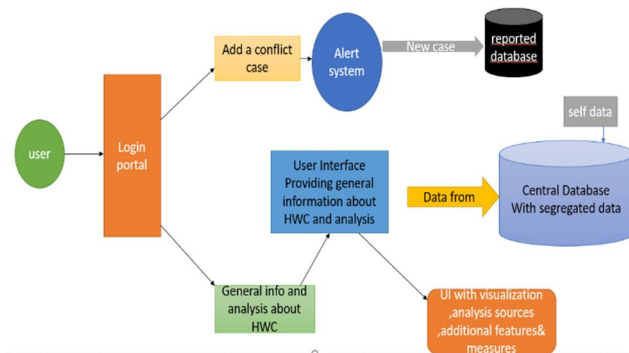 Add a conflict
case
Alert
system
New case
reported
database
self data
user
Login
portal
User Interface
Providing general
information about
HWC and analysis
Data from
Central Database
With segregated data
General info and
analysis about
HWC
UI with visualization
,analysis sources
,additional features&
measures